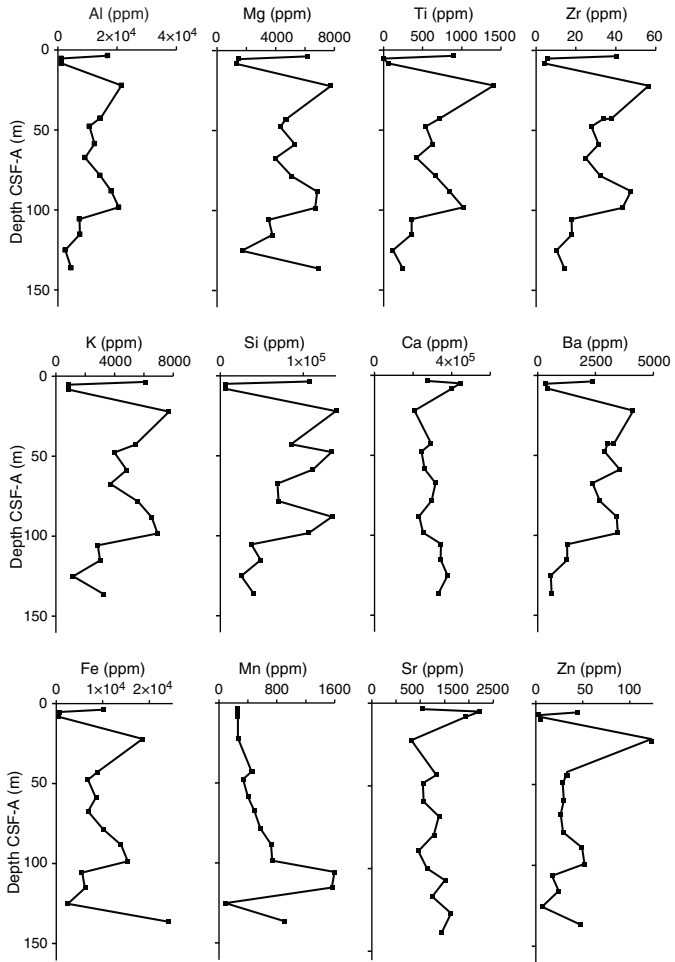 Al (ppm) Mg (ppm) Ti (ppm) Zr (ppm)
0 2×10⁴ 4×10⁴ 0 4000 8000 0 500 1000 1500 0 20 40 60
0
50
100
150
Depth CSF-A (m)
K (ppm) Si (ppm) Ca (ppm) Ba (ppm)
0 4000 8000 0 1×10⁵ 0 4×10⁵ 0 2500 5000
0
50
100
150
Depth CSF-A (m)
Fe (ppm) Mn (ppm) Sr (ppm) Zn (ppm)
0 1×10⁴ 2×10⁴ 0 800 1600 0 500 1500 2500 0 50 100
0
50
100
150
Depth CSF-A (m)